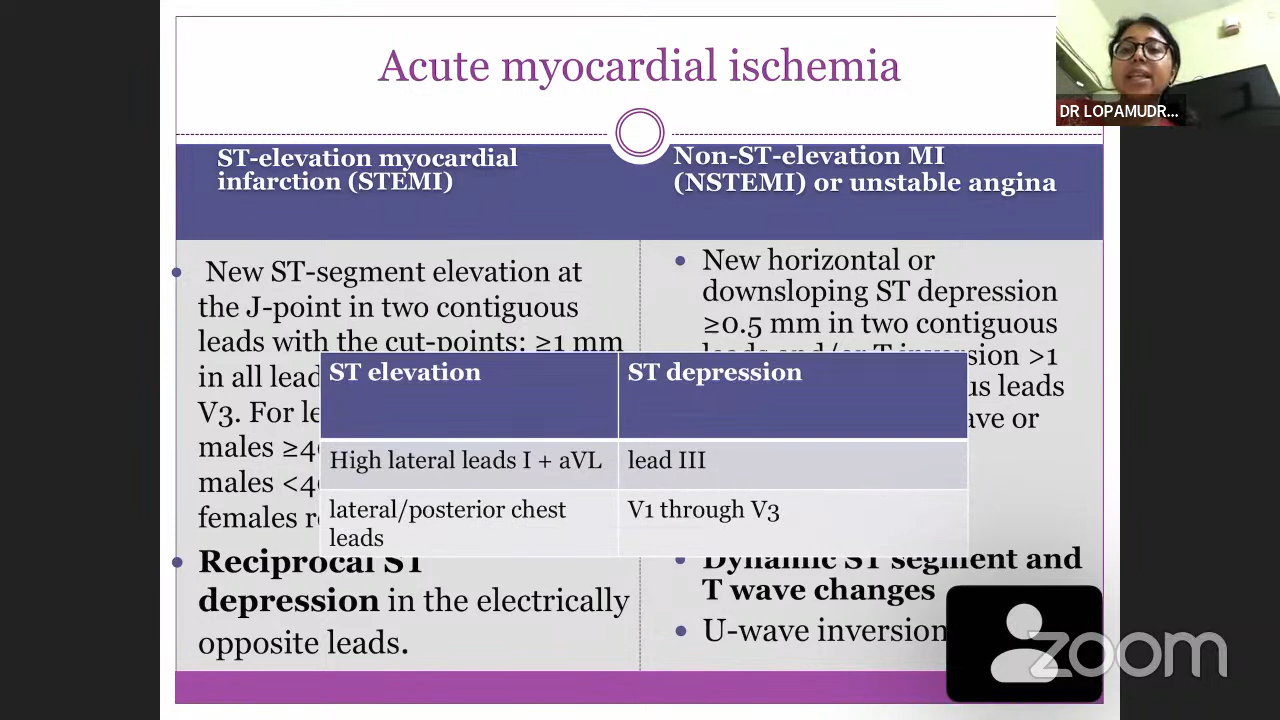 Acute myocardial ischemia
DR LOPAMUDR...
ST-elevation myocardial
infarction (STEMI)
Non-ST-elevation MI
(NSTEMI) or unstable angina
• New ST-segment elevation at
the J-point in two contiguous
leads with the cut-points: ≥1 mm
in all lead
V3. For le
males ≥4
males <4
females r
• Reciprocal ST
depression in the electrically
opposite leads.
• New horizontal or
downsloping ST depression
≥0.5 mm in two contiguous
leads and/or T inversion >1
us leads
ave or
• Dynamic ST segment and
T wave changes
• U-wave inversion
ST elevation
ST depression
High lateral leads I + aVL
lead III
lateral/posterior chest
leads
V1 through V3
zoom